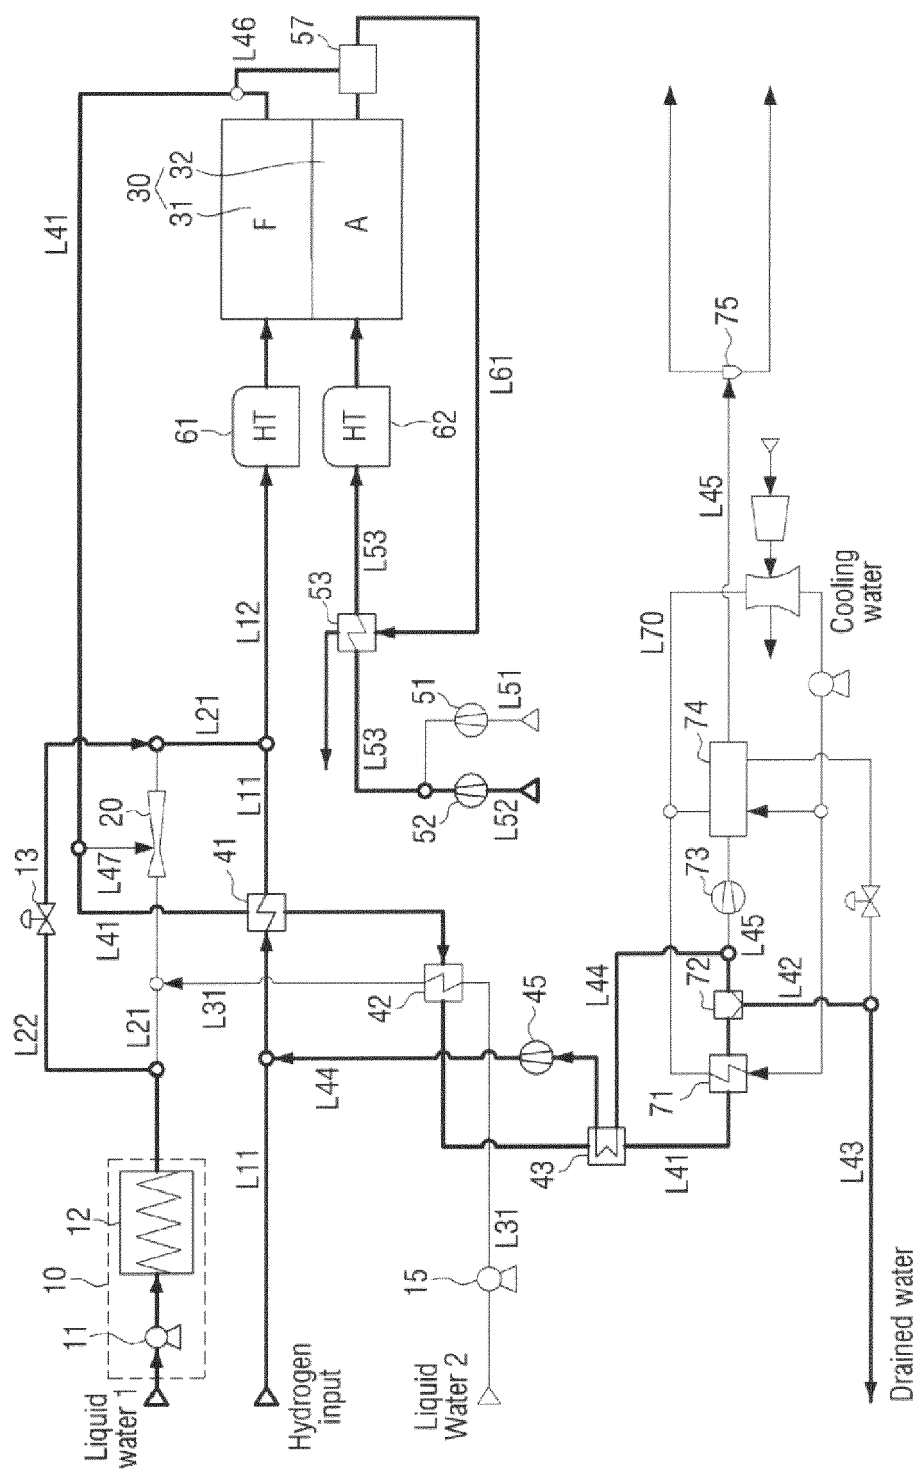 L46
57
L41
30
31
32
F
A
L61
61
HT
HT
62
L12
L53
53
L53
51
L51
52
L52
L21
L11
13
20
L47
L41
41
L22
L21
L31
42
L44
45
L11
L44
43
L41
L31
15
10
12
11
Liquid
water 1
Hydrogen
input
Liquid
Water 2
75
L45
L70
Cooling
water
74
73
L45
72
L42
71
L43
Drained water